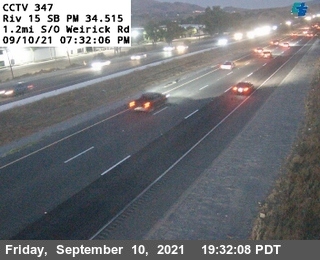 CCTV 347
Riv 15 SB PM 34.515
1.2mi S/O Weirick Rd
09/10/21 07:32:06 PM
Friday, September 10, 2021 19:32:08 PDT